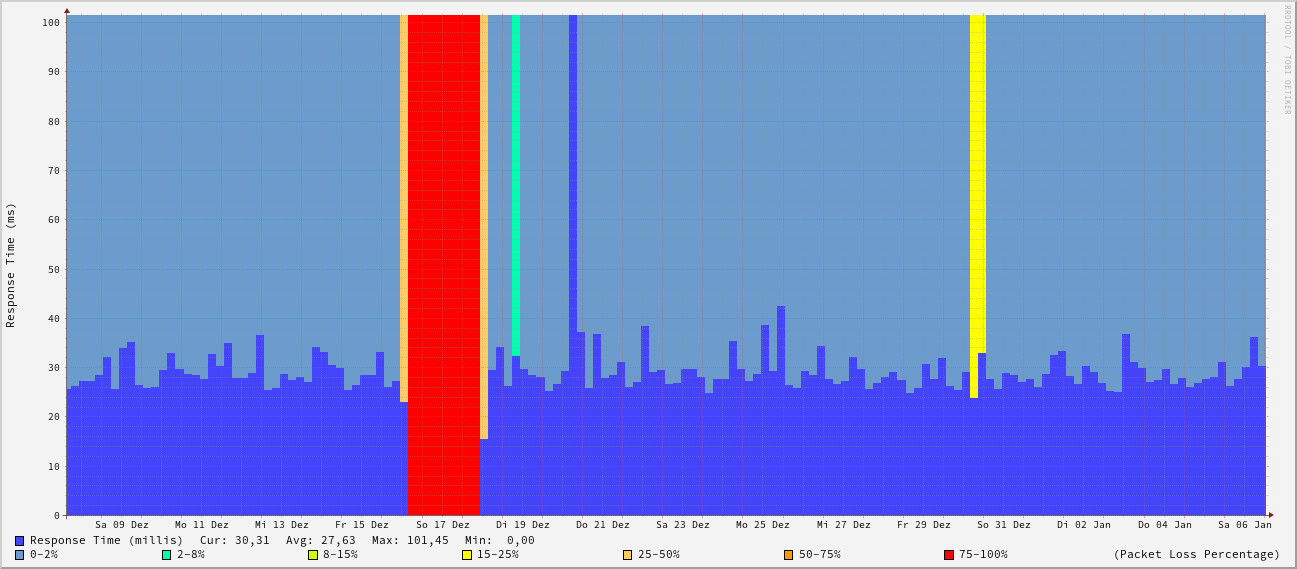 RRDTOOL / TOBI OETIKER
Response Time (ms)
100
90
80
70
60
50
40
30
20
10
0
Sa 09 Dez Mo 11 Dez Mi 13 Dez Fr 15 Dez So 17 Dez Di 19 Dez Do 21 Dez Sa 23 Dez Mo 25 Dez Mi 27 Dez Fr 29 Dez So 31 Dez Di 02 Jan Do 04 Jan Sa 06 Jan
Response Time (millis) Cur: 30,31 Avg: 27,63 Max: 101,45 Min: 0,00
0-2% 2-8% 8-15% 15-25% 25-50% 50-75% 75-100% (Packet Loss Percentage)